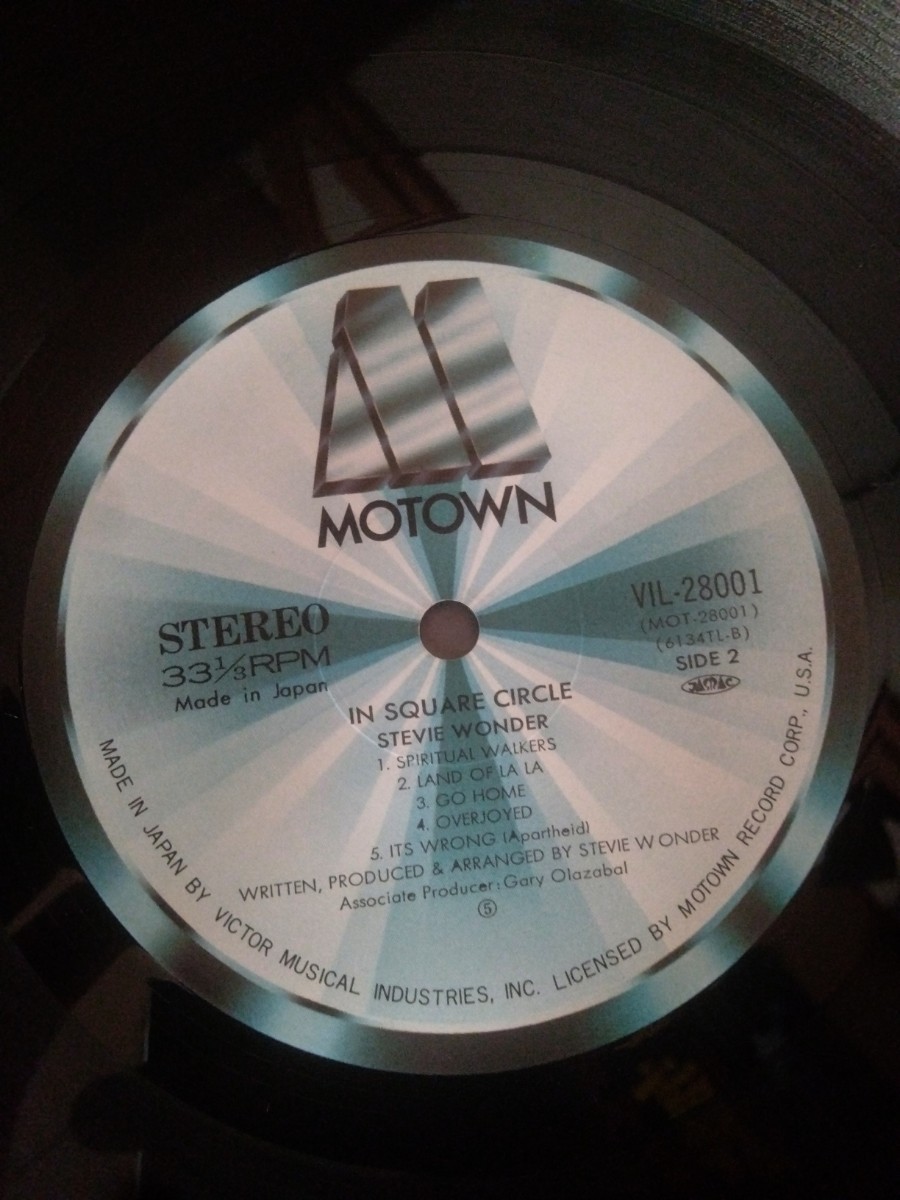 MOTOWN
STEREO
33⅓RPM
Made in Japan
VIL-28001
(MOT-28001)
(6134TL-B)
SIDE 2
JASRAC
IN SQUARE CIRCLE
STEVIE WONDER
1. SPIRITUAL WALKERS
2. LAND OF LA LA
3. GO HOME
4. OVERJOYED
5. ITS WRONG (Apartheid)
WRITTEN, PRODUCED & ARRANGED BY STEVIE WONDER
Associate Producer: Gary Olazabal
⑤
MADE IN JAPAN BY VICTOR MUSICAL INDUSTRIES, INC. LICENSED BY MOTOWN RECORD CORP., U.S.A.